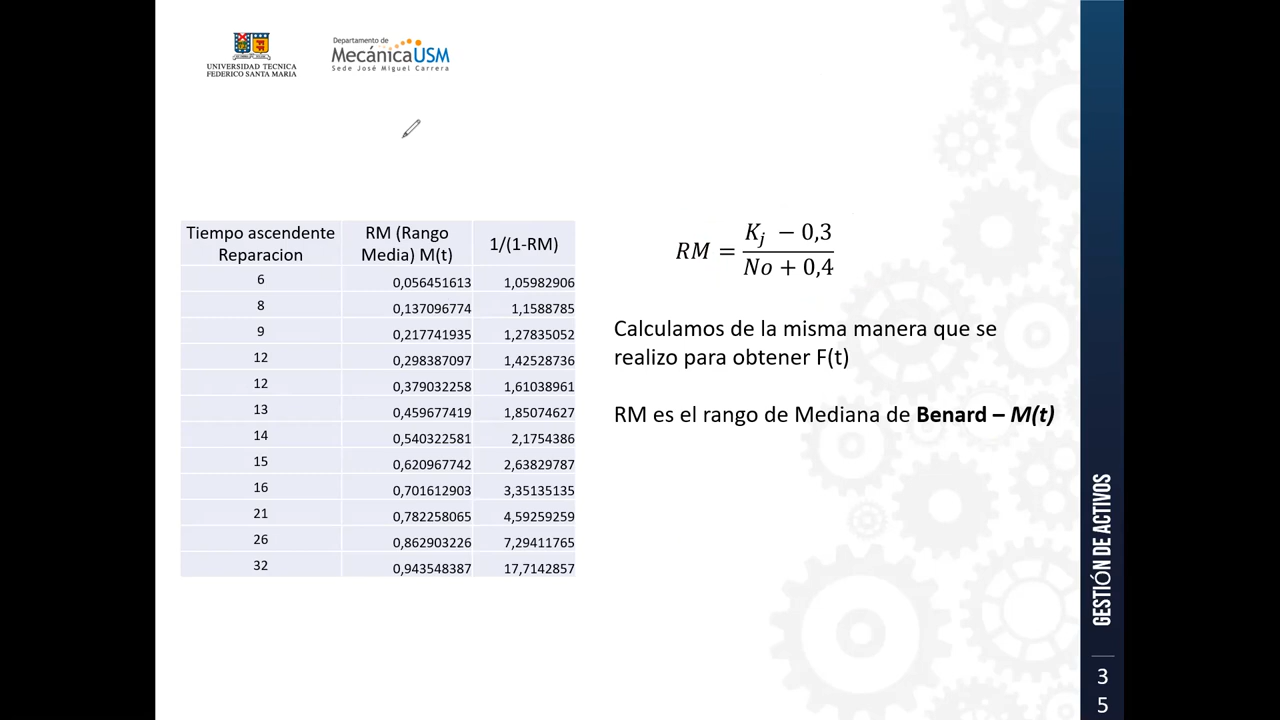 UNIVERSIDAD TECNICA
FEDERICO SANTA MARIA
Departamento de
MecánicaUSM
Sede José Miguel Carrera
Tiempo ascendente Reparacion RM (Rango Media) M(t) 1/(1-RM)
6 0,056451613 1,05982906
8 0,137096774 1,1588785
9 0,217741935 1,27835052
12 0,298387097 1,42528736
12 0,379032258 1,61038961
13 0,459677419 1,85074627
14 0,540322581 2,1754386
15 0,620967742 2,63829787
16 0,701612903 3,35135135
21 0,782258065 4,59259259
26 0,862903226 7,29411765
32 0,943548387 17,7142857
RM = (K_j − 0,3) / (No + 0,4)
Calculamos de la misma manera que se
realizo para obtener F(t)
RM es el rango de Mediana de Benard – M(t)
GESTIÓN DE ACTIVOS
3
5